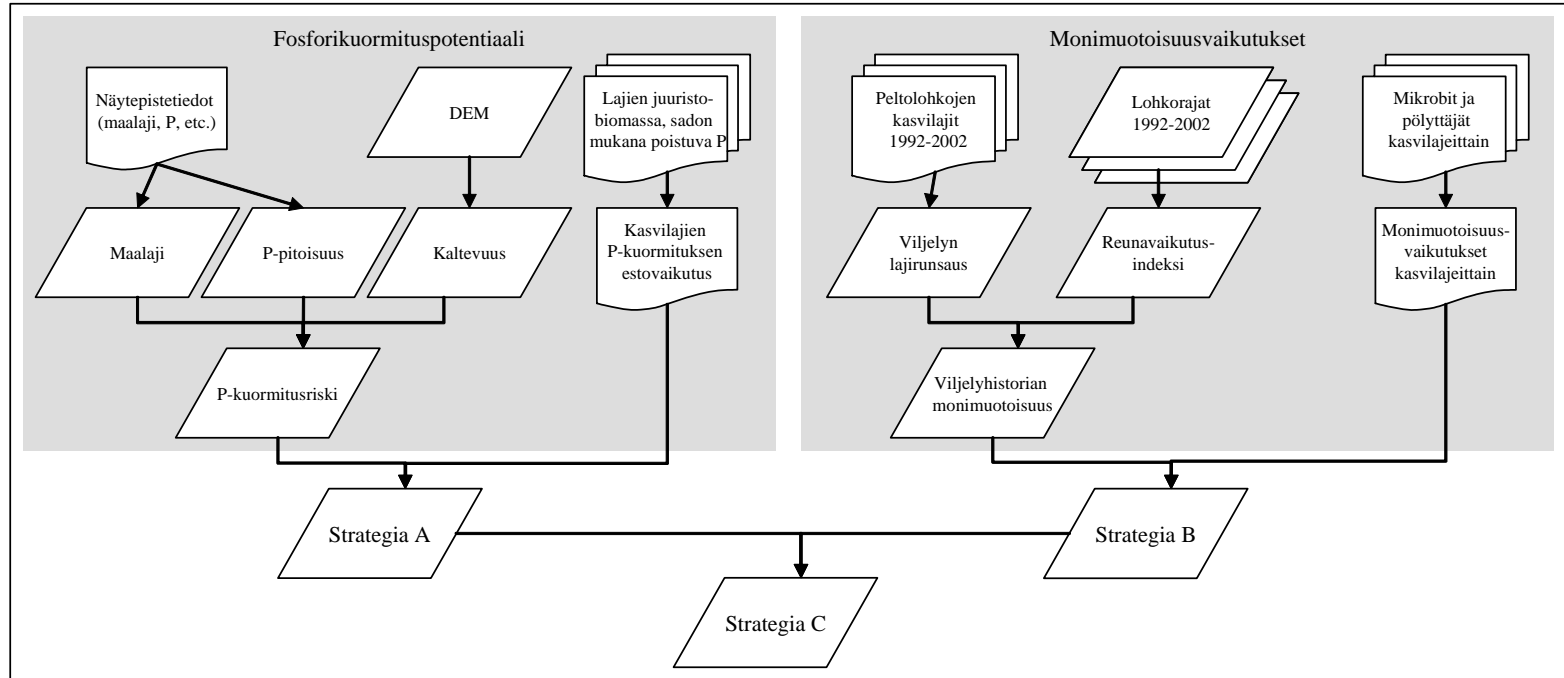 Fosforikuormituspotentiaali
Näytepistetiedot
(maalaji, P, etc.)
DEM
Lajien juuristo-
biomassa, sadon
mukana poistuva P
Maalaji
P-pitoisuus
Kaltevuus
Kasvilajien
P-kuormituksen
estovaikutus
P-kuormitusriski
Monimuotoisuusvaikutukset
Peltolohkojen
kasvilajit
1992-2002
Lohkorajat
1992-2002
Mikrobit ja
pölyttäjät
kasvilajeittain
Viljelyn
lajirunsaus
Reunavaikutus-
indeksi
Monimuotoisuus-
vaikutukset
kasvilajeittain
Viljelyhistorian
monimuotoisuus
Strategia A
Strategia B
Strategia C